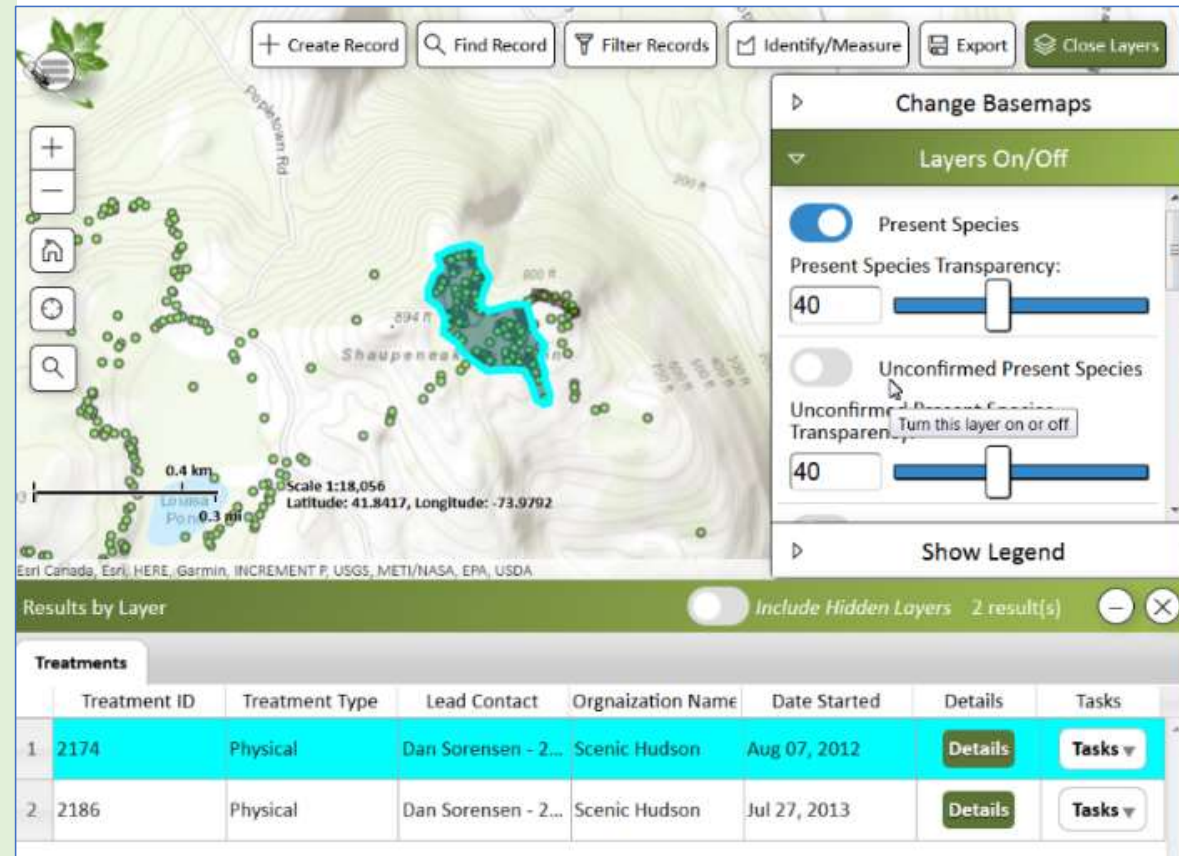 Create Record
Find Record
Filter Records
Identify/Measure
Export
Close Layers
Popletown Rd
Change Basemaps
Layers On/Off
Present Species
Present Species Transparency:
40
Unconfirmed Present Species
Turn this layer on or off
40
Show Legend
200 ft
800 ft
894 ft
0.4 km
0.3 mi
Louisa
Scale 1:18,056
Latitude: 41.8417, Longitude: -73.9792
Esri Canada, Esri, HERE, Garmin, INCREMENT P, USGS, METI/NASA, EPA, USDA
Results by Layer
Include Hidden Layers 2 result(s)
Treatments
Treatment ID Treatment Type Lead Contact Orgnaization Name Date Started Details Tasks
1 2174 Physical Dan Sorensen - 2... Scenic Hudson Aug 07, 2012 Details Tasks
2 2186 Physical Dan Sorensen - 2... Scenic Hudson Jul 27, 2013 Details Tasks